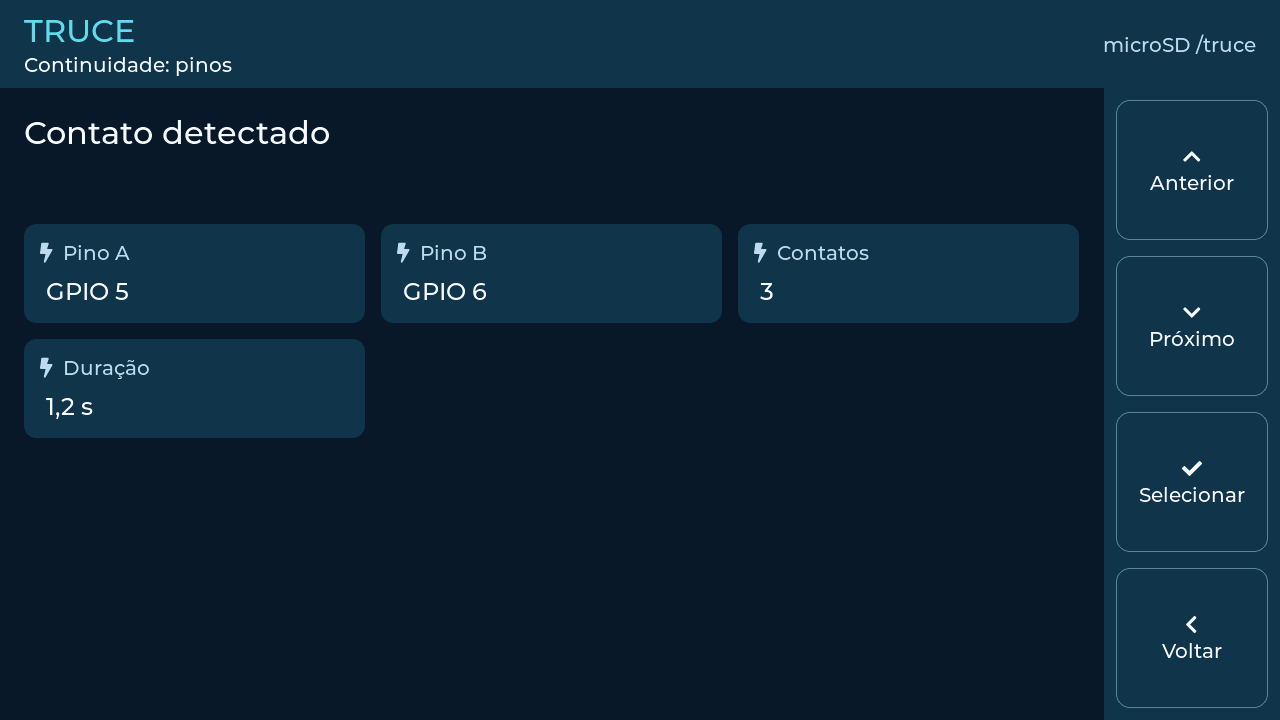 TRUCE
Continuidade: pinos
microSD /truce
Contato detectado
Pino A
GPIO 5
Pino B
GPIO 6
Contatos
3
Duração
1,2 s
Anterior
Próximo
Selecionar
Voltar